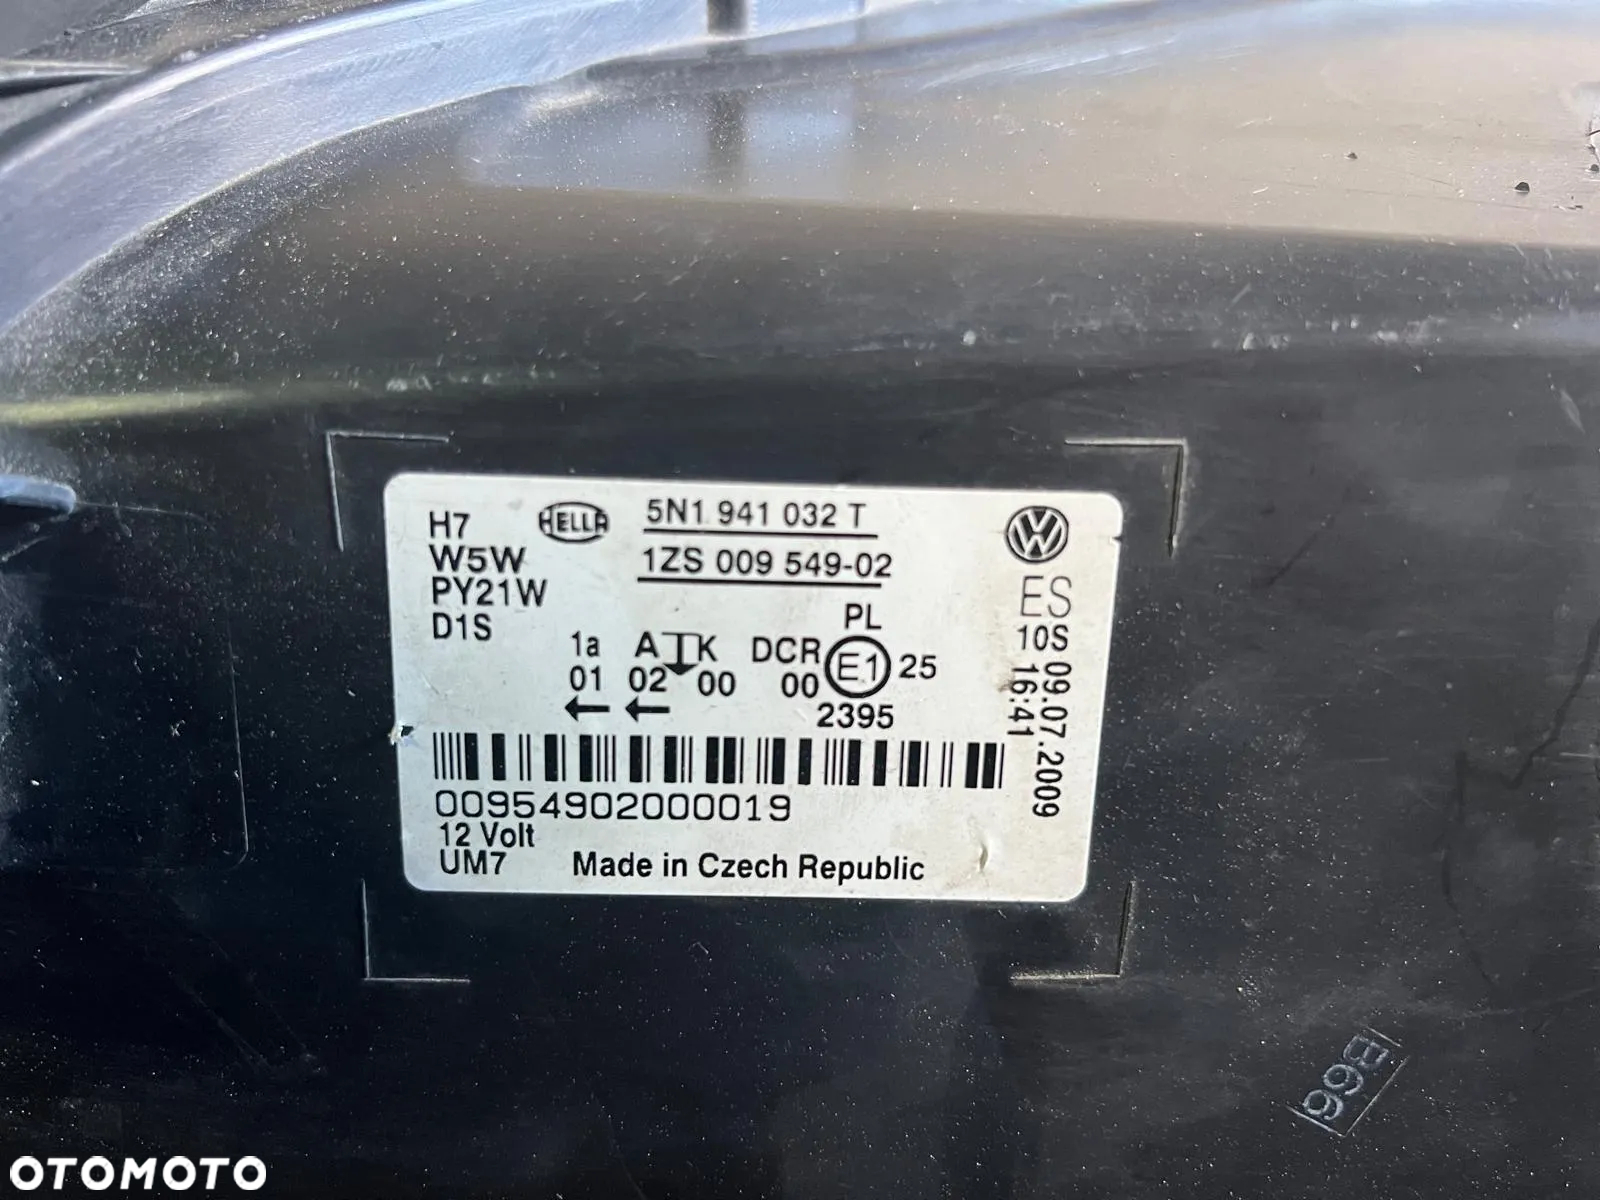 H7
W5W
PY21W
D1S
HELLA
5N1 941 032 T
1ZS 009 549-02
ES
PL
1a A K DCR E1 25
01 02 00 00
← ←
2395
10S 09.07.2009
16:41
00954902000019
12 Volt
UM7 Made in Czech Republic
B66
OTOMOTO